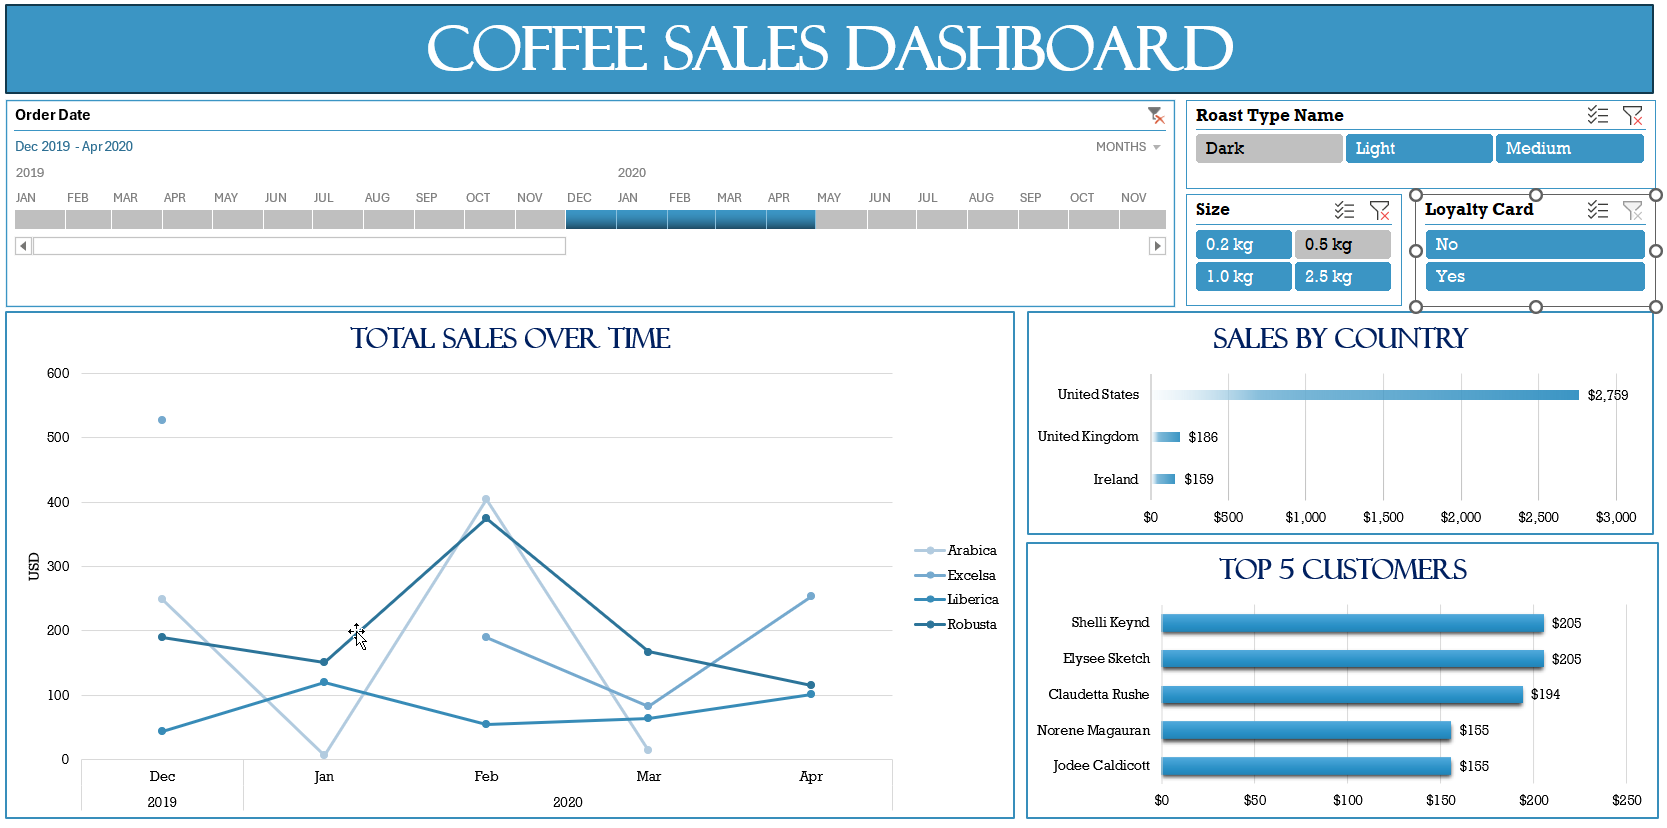 COFFEE SALES DASHBOARD
Order Date
Dec 2019 - Apr 2020
MONTHS
2019 2020
JAN FEB MAR APR MAY JUN JUL AUG SEP OCT NOV DEC JAN FEB MAR APR MAY JUN JUL AUG SEP OCT NOV
Roast Type Name
Dark Light Medium
Size
0.2 kg 0.5 kg
1.0 kg 2.5 kg
Loyalty Card
No
Yes
TOTAL SALES OVER TIME
600
500
400
300
200
100
0
USD
Dec Jan Feb Mar Apr
2019 2020
Arabica
Excelsa
Liberica
Robusta
SALES BY COUNTRY
United States $2,759
United Kingdom $186
Ireland $159
$0 $500 $1,000 $1,500 $2,000 $2,500 $3,000
TOP 5 CUSTOMERS
Shelli Keynd $205
Elysee Sketch $205
Claudetta Rushe $194
Norene Magauran $155
Jodee Caldicott $155
$0 $50 $100 $150 $200 $250